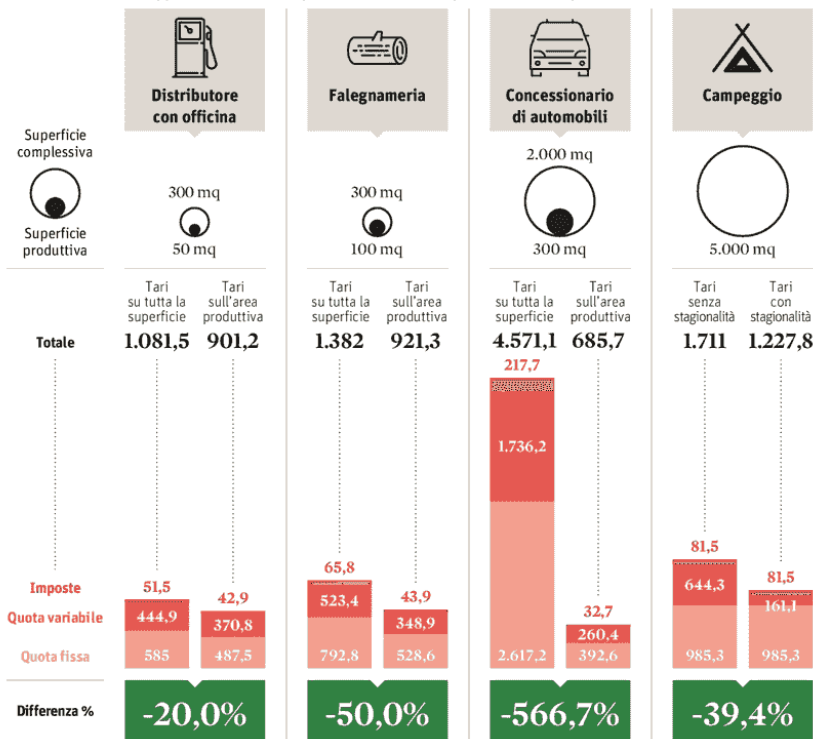 Distributore
con officina
Falegnameria
Concessionario
di automobili
Campeggio
Superficie
complessiva
Superficie
produttiva
300 mq
50 mq
300 mq
100 mq
2.000 mq
300 mq
5.000 mq
Tari
su tutta la
superficie
Tari
sull'area
produttiva
Tari
su tutta la
superficie
Tari
sull'area
produttiva
Tari
su tutta la
superficie
Tari
sull'area
produttiva
Tari
senza
stagionalità
Tari
con
stagionalità
Totale
1.081,5
901,2
1.382
921,3
4.571,1
685,7
1.711
1.227,8
Imposte
51,5
42,9
65,8
43,9
217,7
32,7
81,5
81,5
Quota variabile
444,9
370,8
523,4
348,9
1.736,2
260,4
644,3
161,1
Quota fissa
585
487,5
792,8
528,6
2.617,2
392,6
985,3
985,3
Differenza %
-20,0%
-50,0%
-566,7%
-39,4%